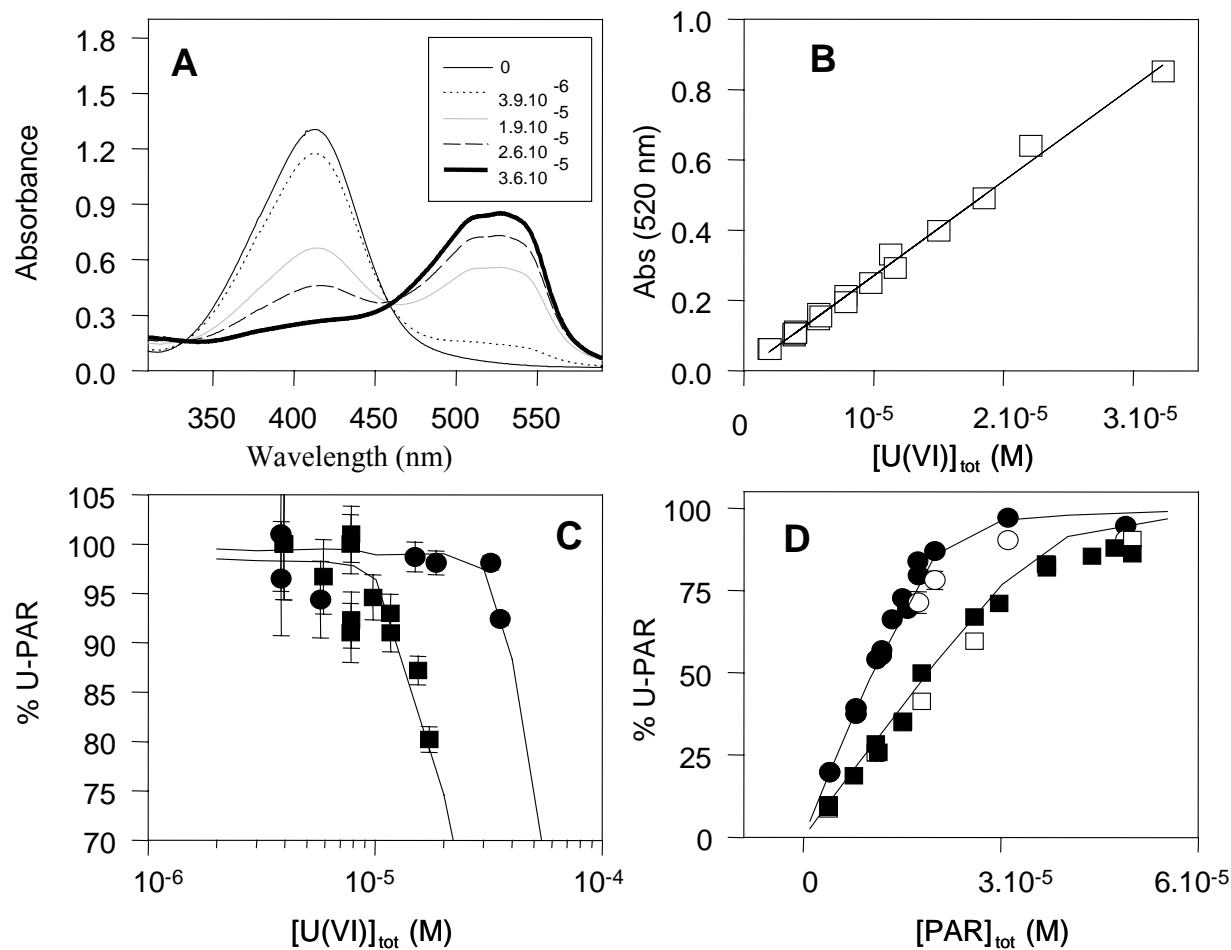 A
Absorbance
1.8
1.5
1.2
0.9
0.6
0.3
0.0
350 400 450 500 550
Wavelength (nm)
0
3.9.10-6
1.9.10-5
2.6.10-5
3.6.10-5
B
Abs (520 nm)
1.0
0.8
0.6
0.4
0.2
0.0
0 10-5 2.10-5 3.10-5
[U(VI)]tot (M)
C
% U-PAR
105
100
95
90
85
80
75
70
10-6 10-5 10-4
[U(VI)]tot (M)
D
% U-PAR
100
75
50
25
0
0 3.10-5 6.10-5
[PAR]tot (M)